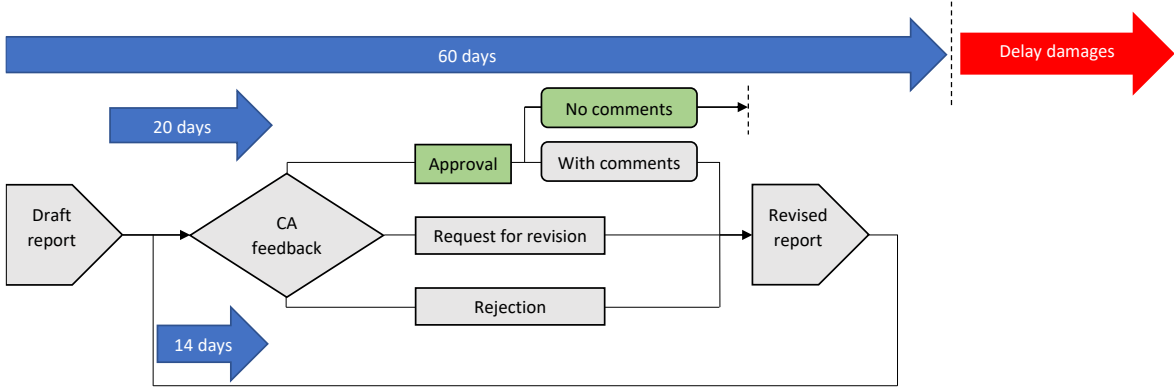 60 days
Delay damages
20 days
No comments
With comments
Approval
Draft
report
CA
feedback
Request for revision
Revised
report
Rejection
14 days